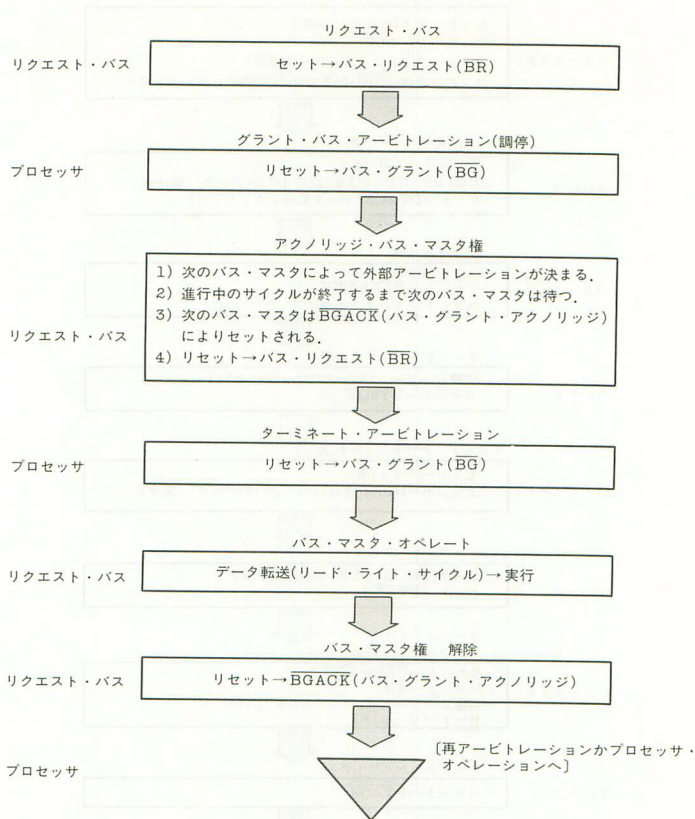 リクエスト・バス
リクエスト・バス
セット→バス・リクエスト(B̅R̅)
グラント・バス・アービトレーション(調停)
プロセッサ
リセット→バス・グラント(B̅G̅)
アクノリッジ・バス・マスタ権
リクエスト・バス
1) 次のバス・マスタによって外部アービトレーションが決まる.
2) 進行中のサイクルが終了するまで次のバス・マスタは待つ.
3) 次のバス・マスタはB̅G̅A̅C̅K̅(バス・グラント・アクノリッジ)
によりセットされる.
4) リセット→バス・リクエスト(B̅R̅)
ターミネート・アービトレーション
プロセッサ
リセット→バス・グラント(B̅G̅)
バス・マスタ・オペレート
リクエスト・バス
データ転送(リード・ライト・サイクル)→実行
バス・マスタ権 解除
リクエスト・バス
リセット→B̅G̅A̅C̅K̅(バス・グラント・アクノリッジ)
プロセッサ
〔再アービトレーションかプロセッサ・
オペレーションへ〕